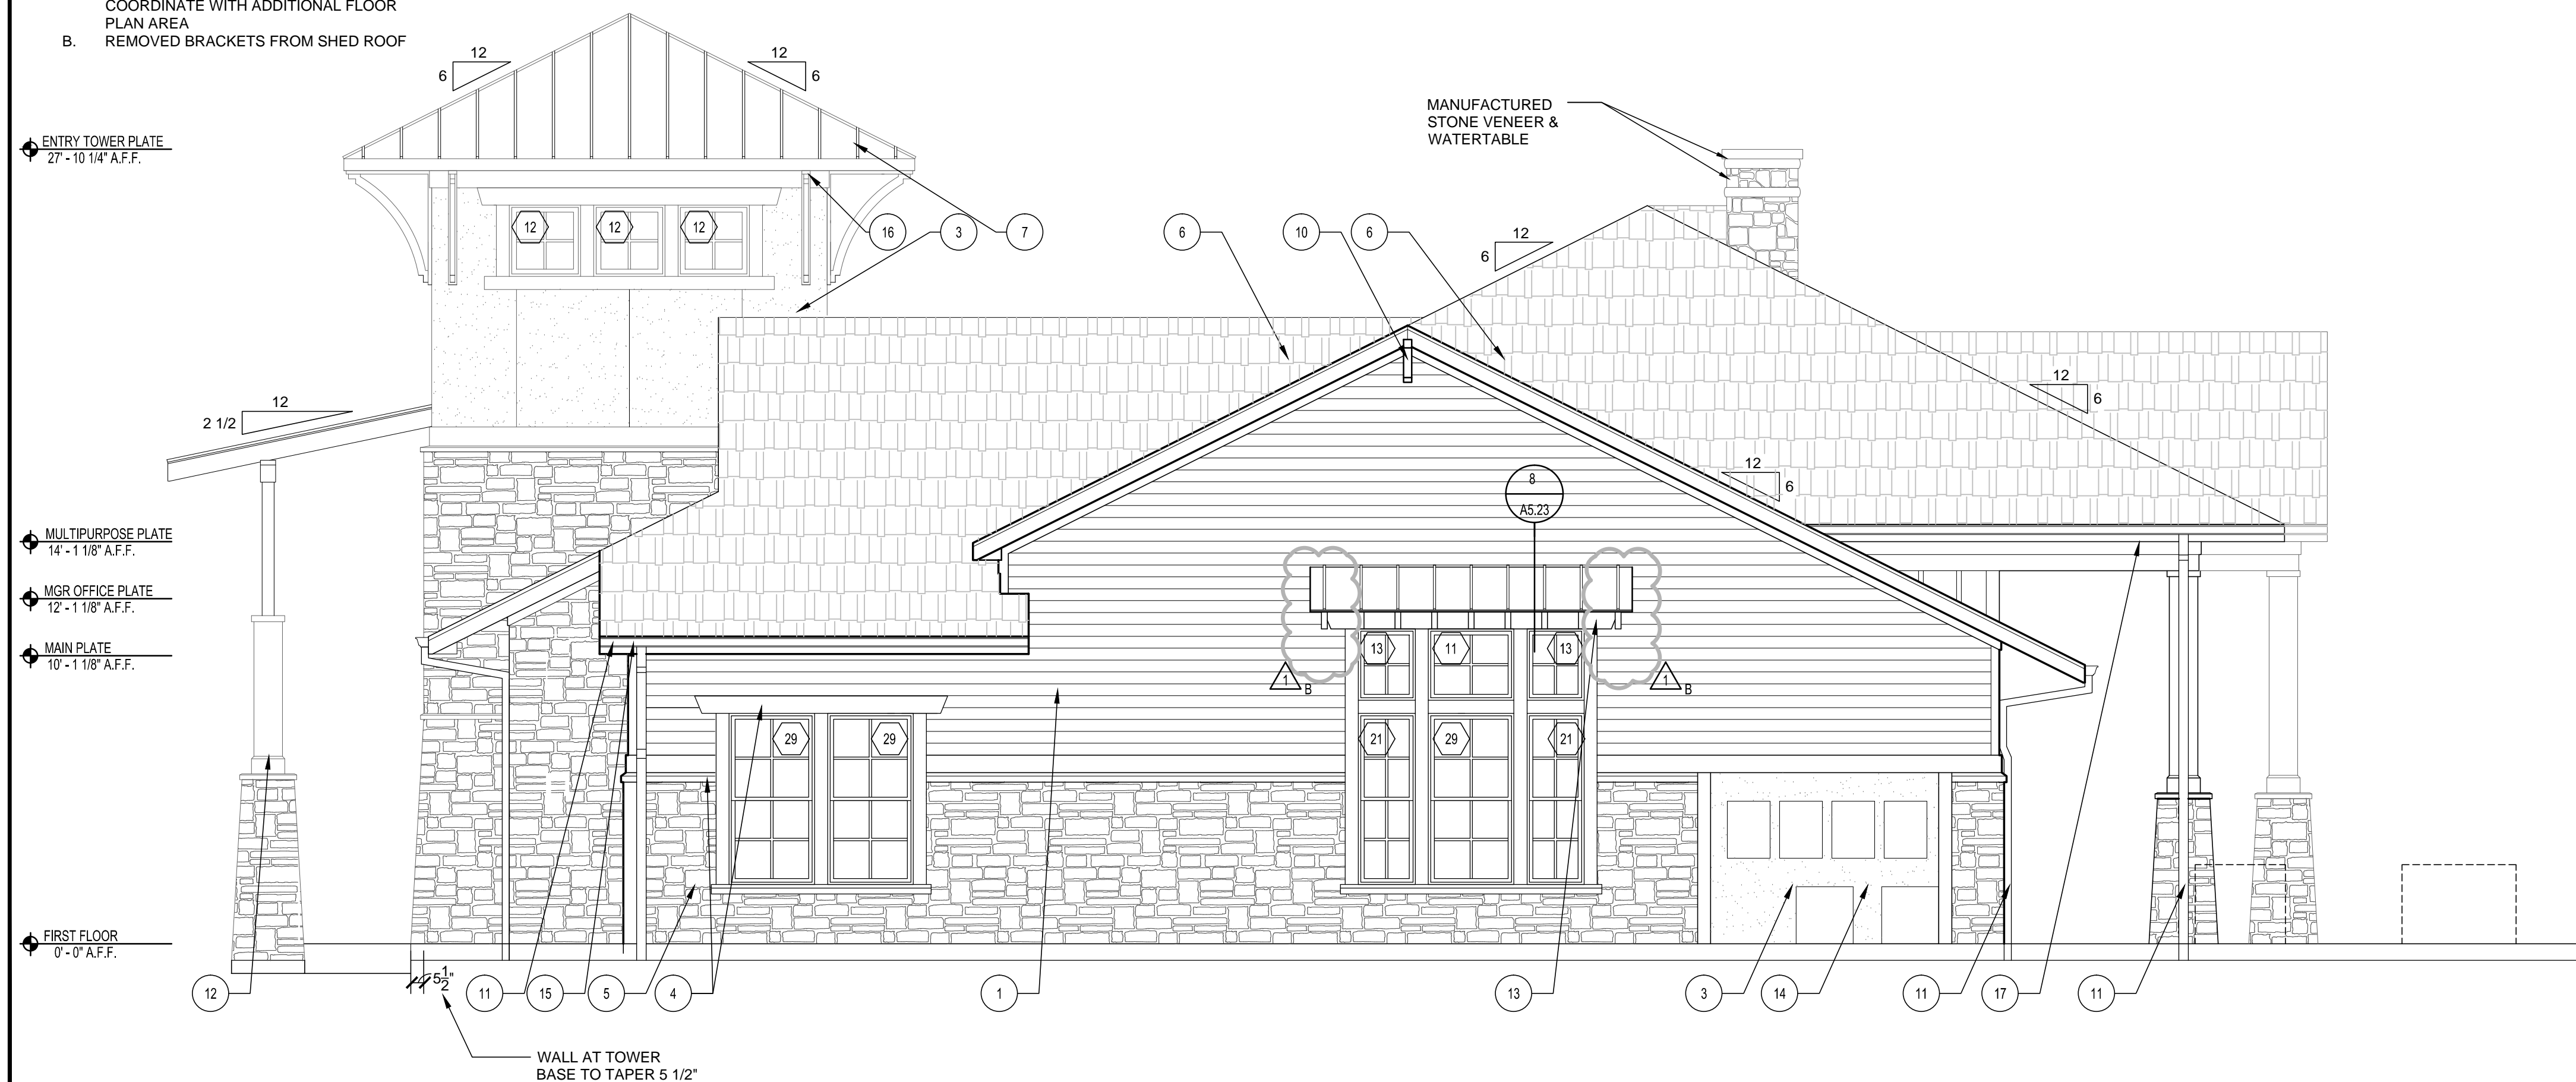 COORDINATE WITH ADDITIONAL FLOOR
PLAN AREA
B. REMOVED BRACKETS FROM SHED ROOF
12
6
12
6
MANUFACTURED
STONE VENEER &
WATERTABLE
ENTRY TOWER PLATE
27' - 10 1/4" A.F.F.
12
12
12
16
3
7
6
10
6
12
6
12
2 1/2
12
6
12
6
8
A5.23
MULTIPURPOSE PLATE
14' - 1 1/8" A.F.F.
MGR OFFICE PLATE
12' - 1 1/8" A.F.F.
MAIN PLATE
10' - 1 1/8" A.F.F.
13
11
13
1
B
1
B
29
29
21
29
21
FIRST FLOOR
0' - 0" A.F.F.
5 1/2"
12
11
15
5
4
1
13
3
14
11
17
11
WALL AT TOWER
BASE TO TAPER 5 1/2"